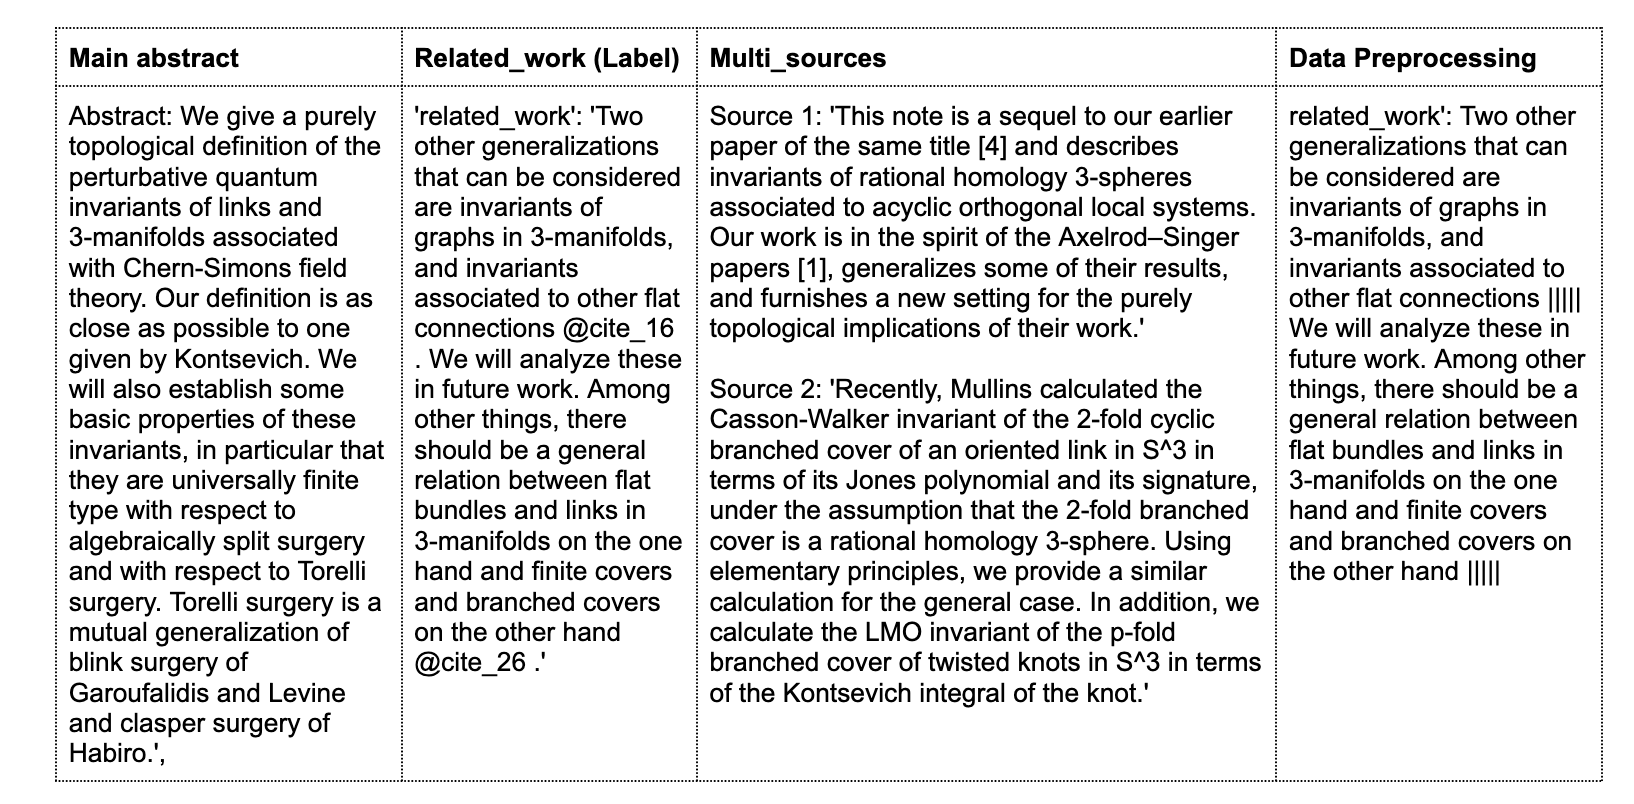 Main abstract
Related_work (Label)
Multi_sources
Data Preprocessing
Abstract: We give a purely
topological definition of the
perturbative quantum
invariants of links and
3-manifolds associated
with Chern-Simons field
theory. Our definition is as
close as possible to one
given by Kontsevich. We
will also establish some
basic properties of these
invariants, in particular that
they are universally finite
type with respect to
algebraically split surgery
and with respect to Torelli
surgery. Torelli surgery is a
mutual generalization of
blink surgery of
Garoufalidis and Levine
and clasper surgery of
Habiro.',
'related_work': 'Two
other generalizations
that can be considered
are invariants of
graphs in 3-manifolds,
and invariants
associated to other flat
connections @cite_16
. We will analyze these
in future work. Among
other things, there
should be a general
relation between flat
bundles and links in
3-manifolds on the one
hand and finite covers
and branched covers
on the other hand
@cite_26 .'
Source 1: 'This note is a sequel to our earlier
paper of the same title [4] and describes
invariants of rational homology 3-spheres
associated to acyclic orthogonal local systems.
Our work is in the spirit of the Axelrod–Singer
papers [1], generalizes some of their results,
and furnishes a new setting for the purely
topological implications of their work.'
Source 2: 'Recently, Mullins calculated the
Casson-Walker invariant of the 2-fold cyclic
branched cover of an oriented link in S^3 in
terms of its Jones polynomial and its signature,
under the assumption that the 2-fold branched
cover is a rational homology 3-sphere. Using
elementary principles, we provide a similar
calculation for the general case. In addition, we
calculate the LMO invariant of the p-fold
branched cover of twisted knots in S^3 in terms
of the Kontsevich integral of the knot.'
related_work': Two other
generalizations that can
be considered are
invariants of graphs in
3-manifolds, and
invariants associated to
other flat connections |||||
We will analyze these in
future work. Among other
things, there should be a
general relation between
flat bundles and links in
3-manifolds on the one
hand and finite covers
and branched covers on
the other hand |||||